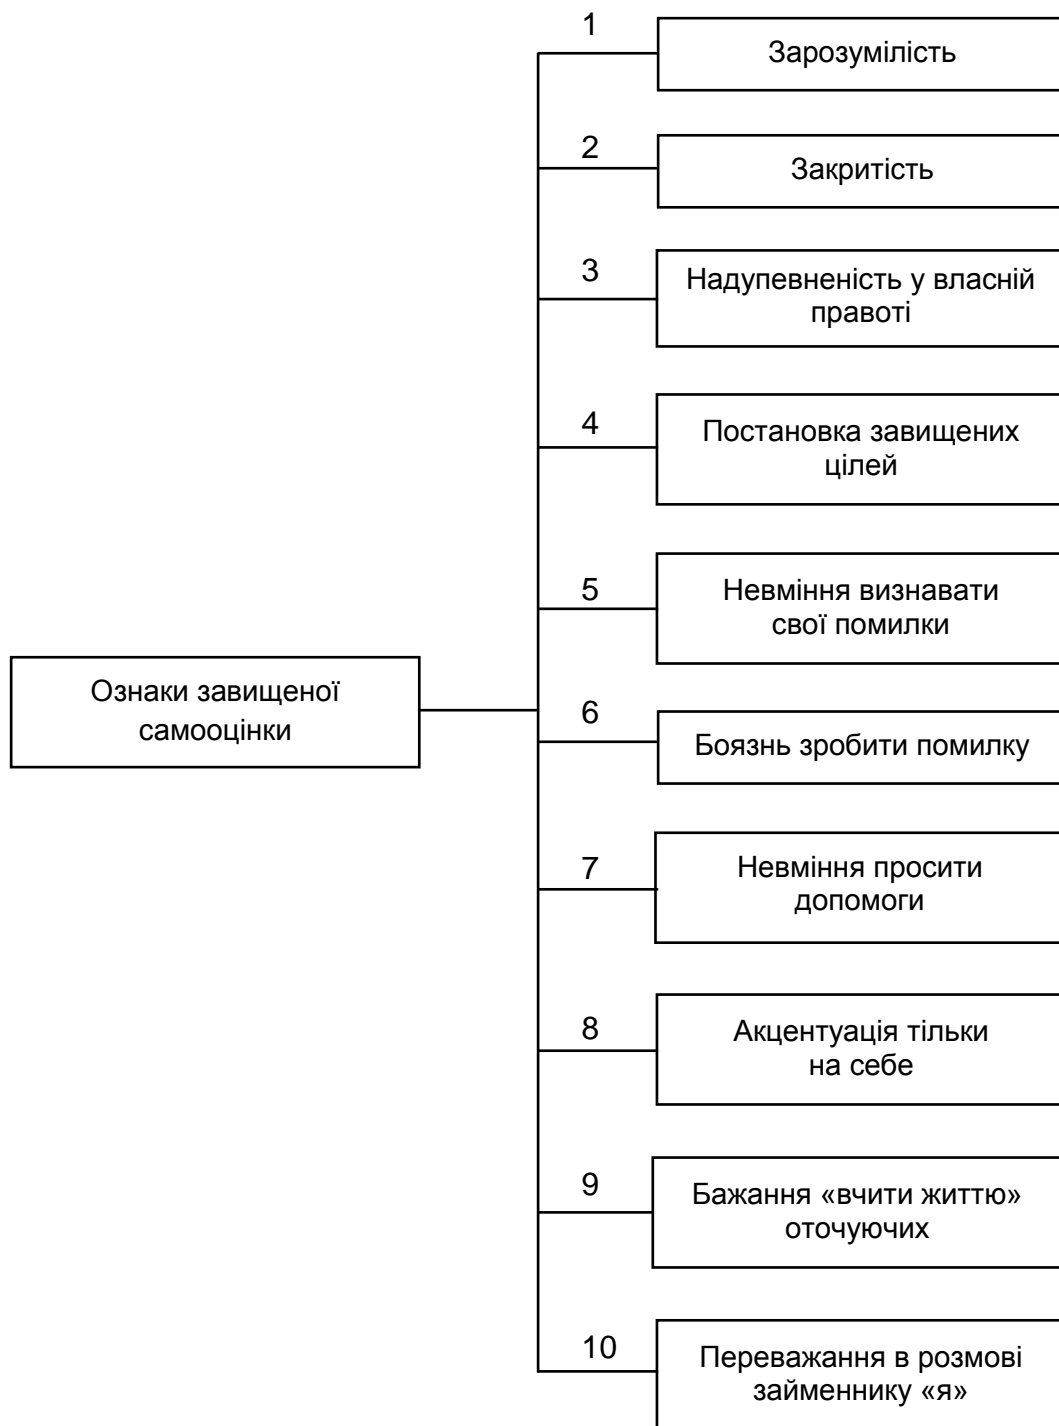 1
Зарозумілість
2
Закритість
3
Надупевненість у власній
правоті
4
Постановка завищених
цілей
5
Невміння визнавати
свої помилки
Ознаки завищеної
самооцінки
6
Боязнь зробити помилку
7
Невміння просити
допомоги
8
Акцентуація тільки
на себе
9
Бажання «вчити життю»
оточуючих
10
Переважання в розмові
займеннику «я»